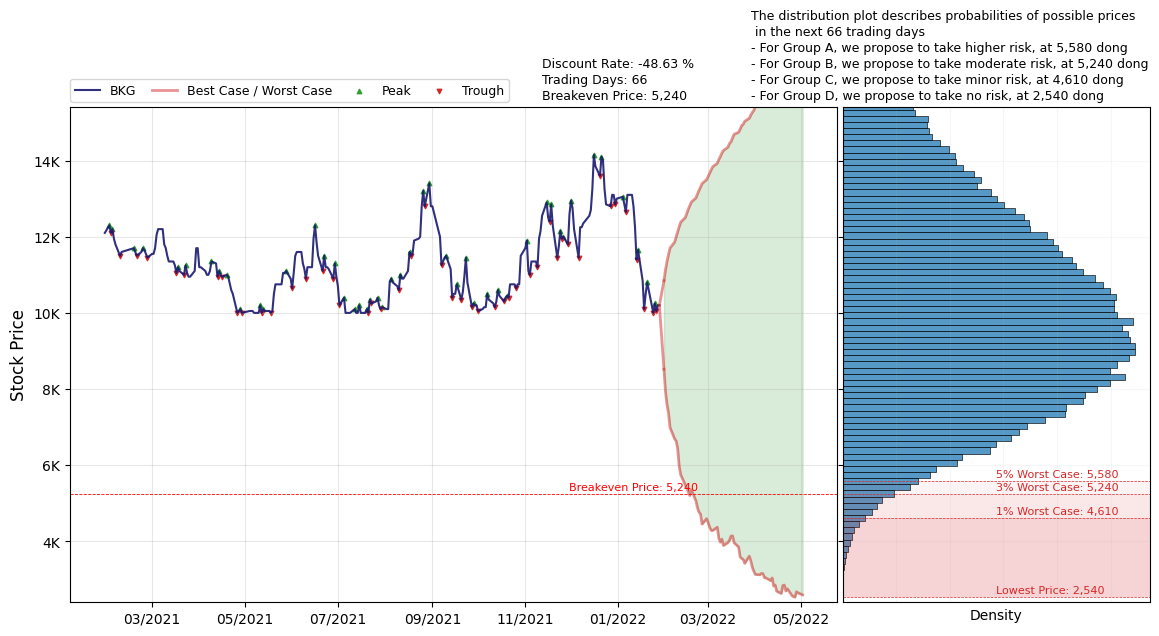 The distribution plot describes probabilities of possible prices
in the next 66 trading days
- For Group A, we propose to take higher risk, at 5,580 dong
- For Group B, we propose to take moderate risk, at 5,240 dong
- For Group C, we propose to take minor risk, at 4,610 dong
- For Group D, we propose to take no risk, at 2,540 dong
Discount Rate: -48.63 %
Trading Days: 66
Breakeven Price: 5,240
BKG
Best Case / Worst Case
Peak
Trough
Stock Price
14K
12K
10K
8K
6K
4K
Breakeven Price: 5,240
5% Worst Case: 5,580
3% Worst Case: 5,240
1% Worst Case: 4,610
Lowest Price: 2,540
03/2021
05/2021
07/2021
09/2021
11/2021
01/2022
03/2022
05/2022
Density